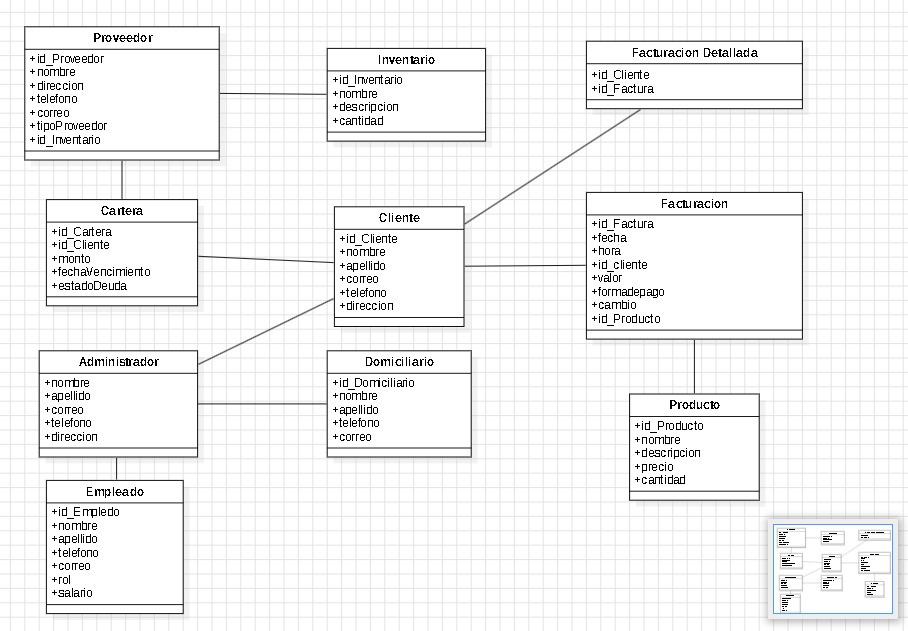 Proveedor
+id_Proveedor
+nombre
+direccion
+telefono
+correo
+tipoProveedor
+id_Inventario
Inventario
+id_Inventario
+nombre
+descripcion
+cantidad
Facturacion Detallada
+id_Cliente
+id_Factura
Cartera
+id_Cartera
+id_Cliente
+monto
+fechaVencimiento
+estadoDeuda
Cliente
+id_Cliente
+nombre
+apellido
+correo
+telefono
+direccion
Facturacion
+id_Factura
+fecha
+hora
+id_cliente
+valor
+formadepago
+cambio
+id_Producto
Administrador
+nombre
+apellido
+correo
+telefono
+direccion
Domiciliario
+id_Domiciliario
+nombre
+apellido
+telefono
+correo
Producto
+id_Producto
+nombre
+descripcion
+precio
+cantidad
Empleado
+id_Empledo
+nombre
+apellido
+telefono
+correo
+rol
+salario